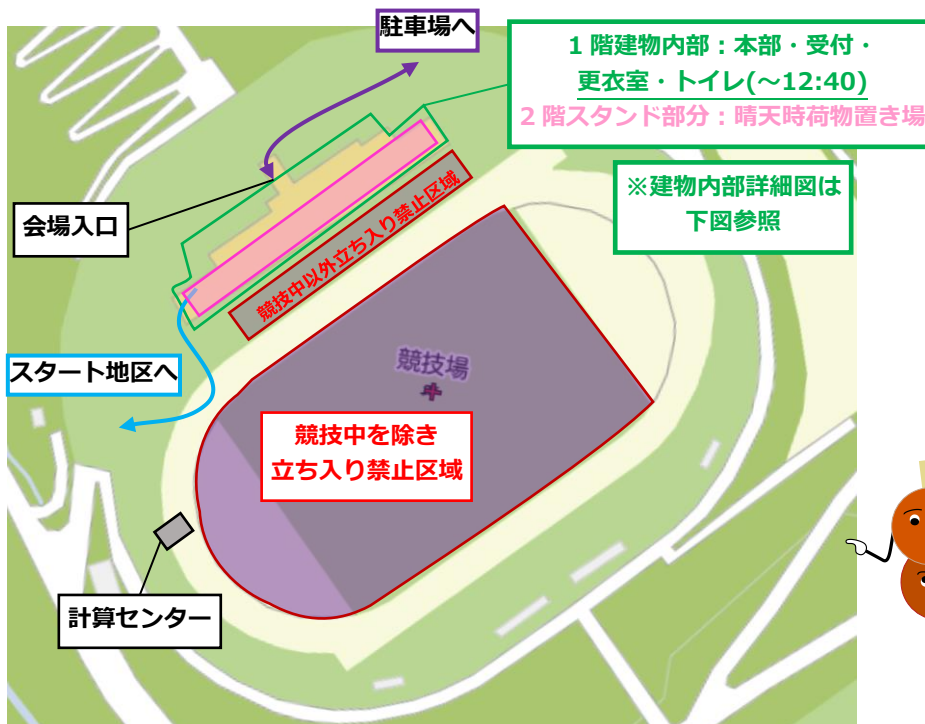 駐車場へ
1 階建物内部：本部・受付・
更衣室・トイレ(～12:40)
2 階スタンド部分：晴天時荷物置き場
※建物内部詳細図は
下図参照
会場入口
競技中以外立ち入り禁止区域
スタート地区へ
競技場
競技中を除き
立ち入り禁止区域
計算センター